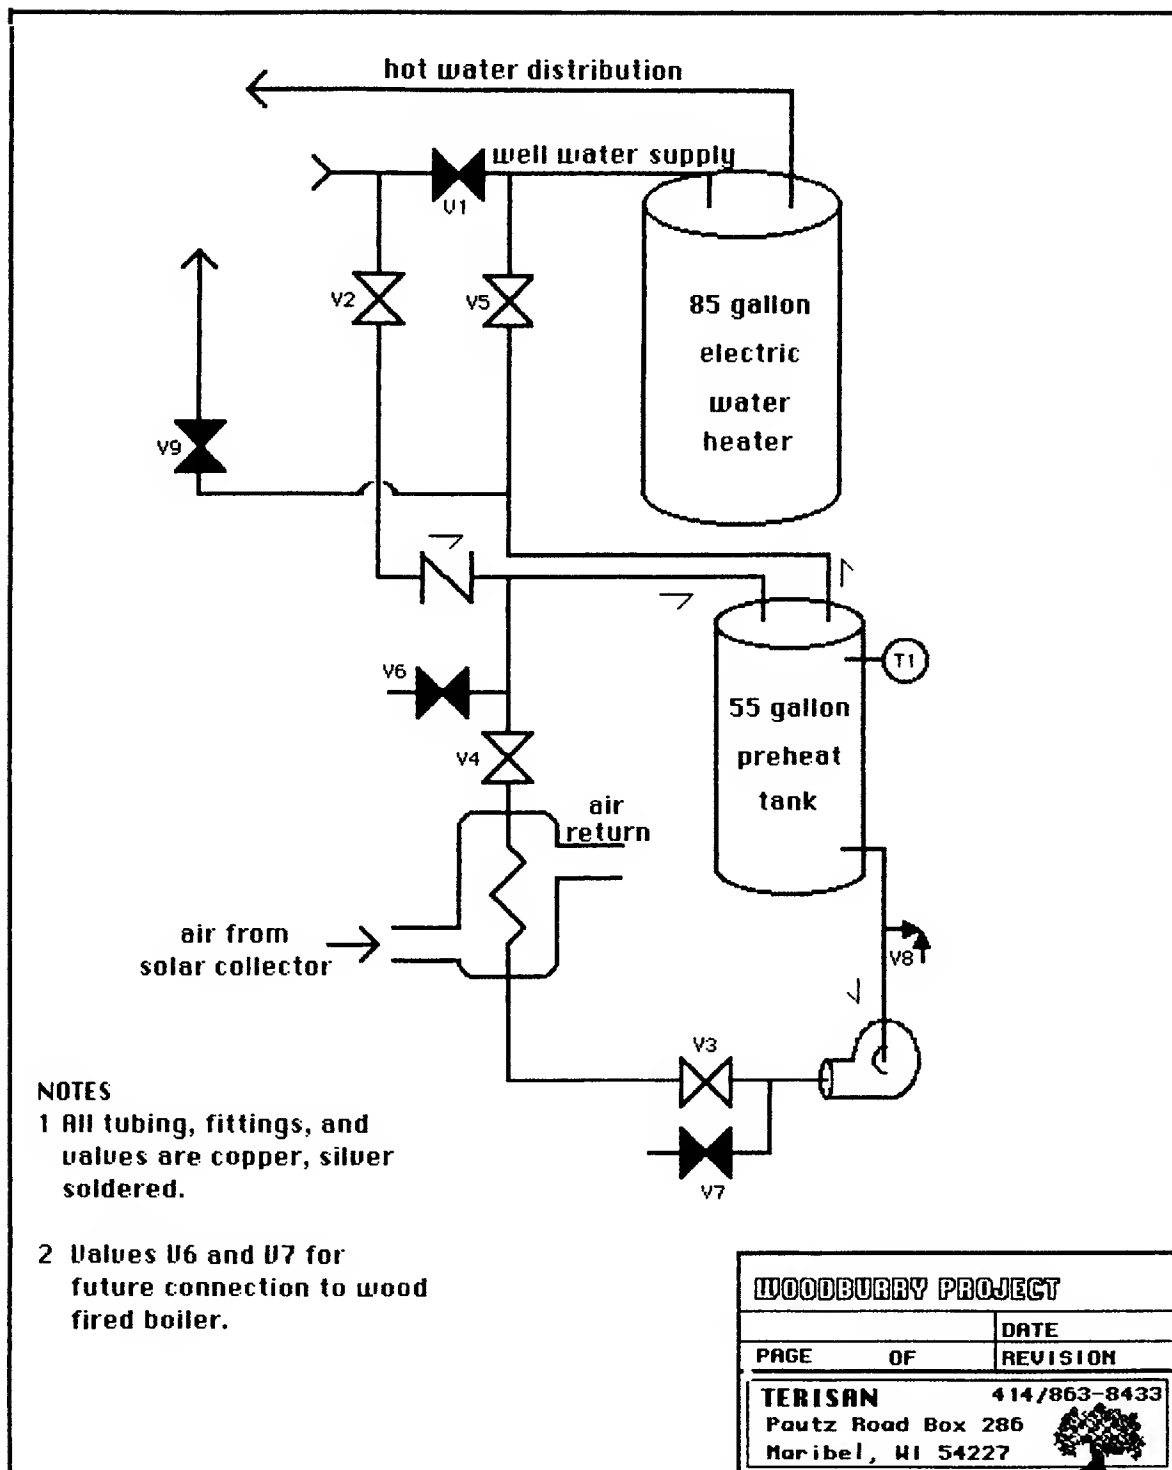 hot water distribution
well water supply
V1
V2
V5
85 gallon
electric
water
heater
V9
V6
T1
55 gallon
preheat
tank
V4
air
return
air from
solar collector
V8
V3
V7
NOTES
1 All tubing, fittings, and
values are copper, silver
soldered.
2 Values V6 and V7 for
future connection to wood
fired boiler.
WOODBURRY PROJECT
DATE
PAGE OF REVISION
TERISAN 414/863-8433
Pautz Road Box 286
Maribel, WI 54227